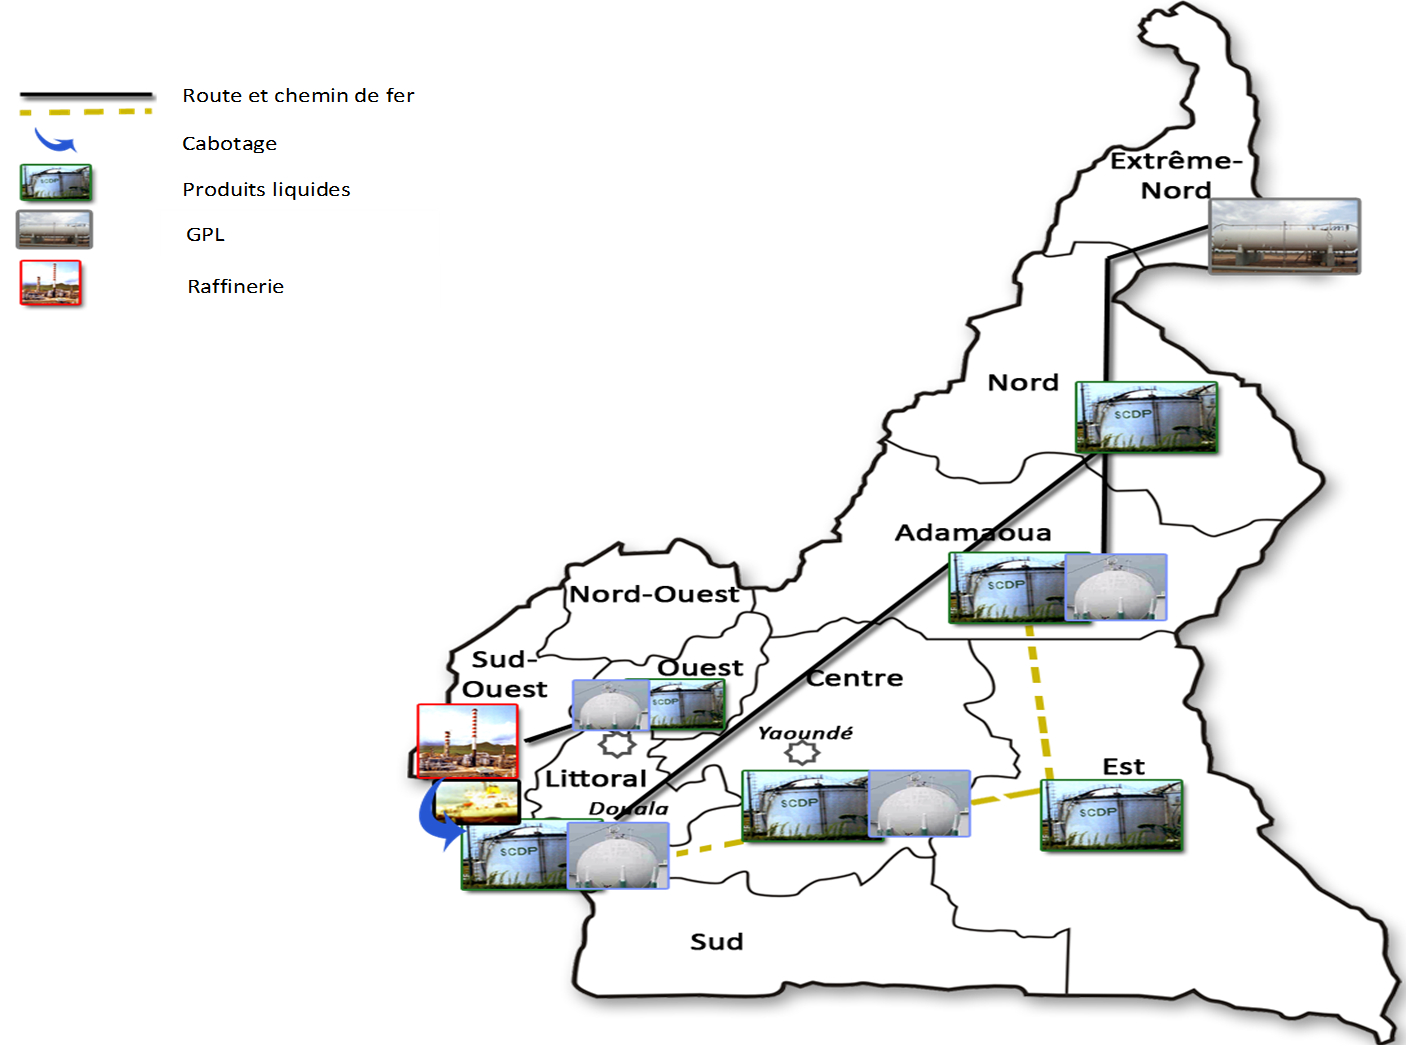 Route et chemin de fer
Cabotage
Produits liquides
GPL
Raffinerie
Extrême-
Nord
Nord
SCDP
Adamaoua
SCDP
Nord-Ouest
Sud-
Ouest
Ouest
SCDP
Centre
Yaoundé
Littoral
Douala
Est
SCDP
SCDP
SCDP
Sud